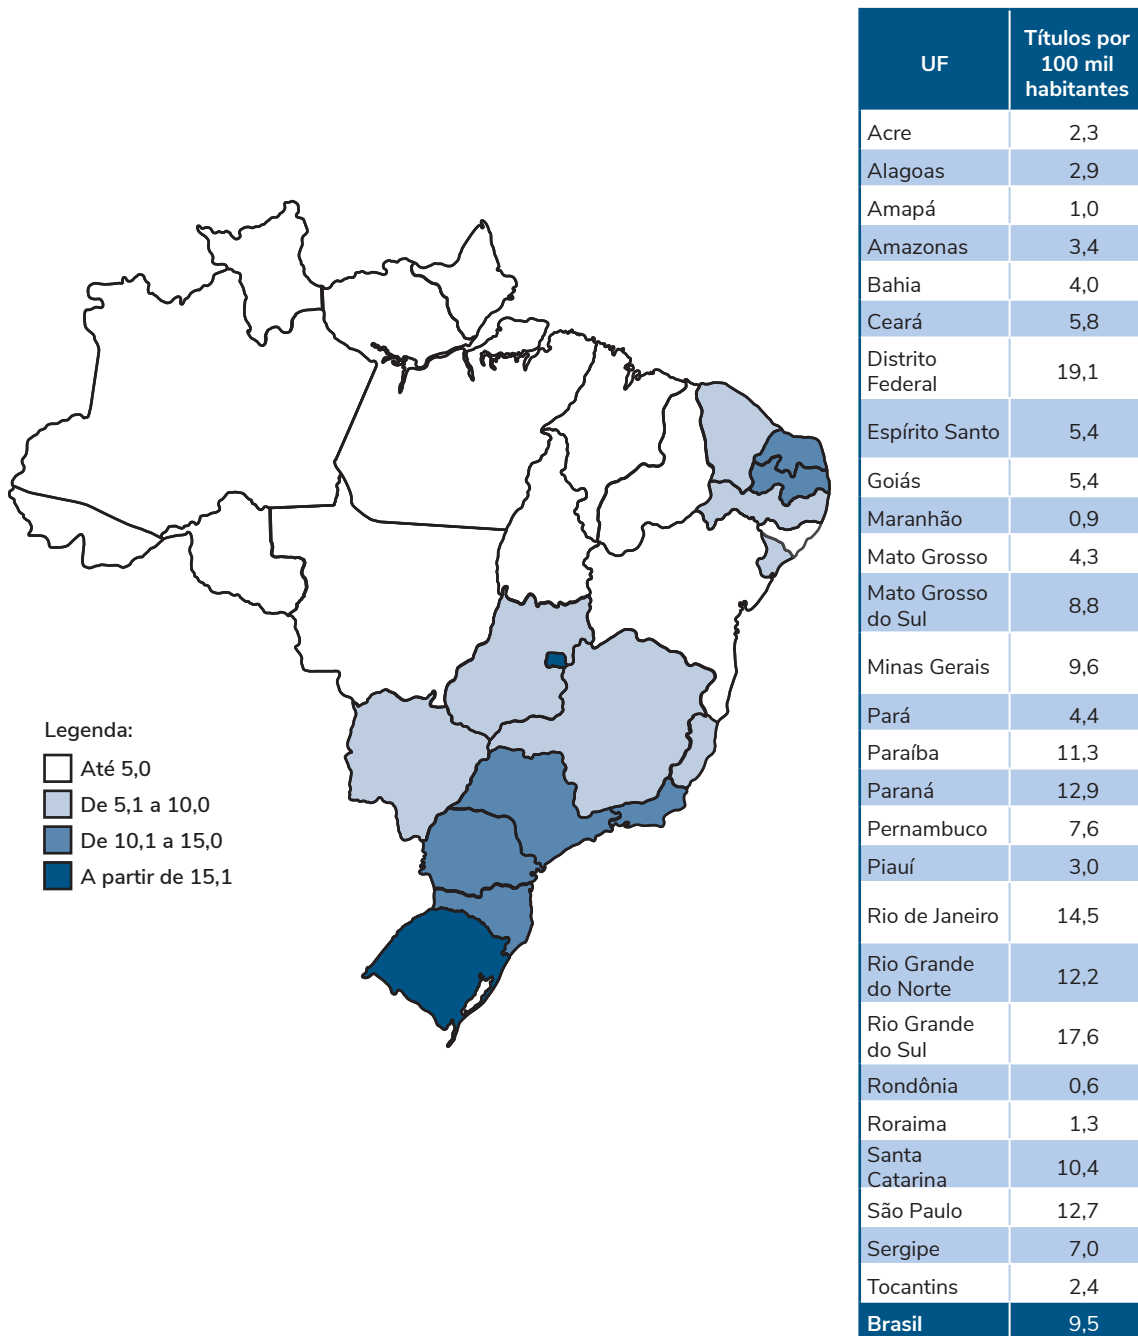 UF
Títulos por
100 mil
habitantes
Acre 2,3
Alagoas 2,9
Amapá 1,0
Amazonas 3,4
Bahia 4,0
Ceará 5,8
Distrito
Federal 19,1
Espírito Santo 5,4
Goiás 5,4
Maranhão 0,9
Mato Grosso 4,3
Mato Grosso
do Sul 8,8
Minas Gerais 9,6
Pará 4,4
Paraíba 11,3
Paraná 12,9
Pernambuco 7,6
Piauí 3,0
Rio de Janeiro 14,5
Rio Grande
do Norte 12,2
Rio Grande
do Sul 17,6
Rondônia 0,6
Roraima 1,3
Santa
Catarina 10,4
São Paulo 12,7
Sergipe 7,0
Tocantins 2,4
Brasil 9,5
Legenda:
Até 5,0
De 5,1 a 10,0
De 10,1 a 15,0
A partir de 15,1